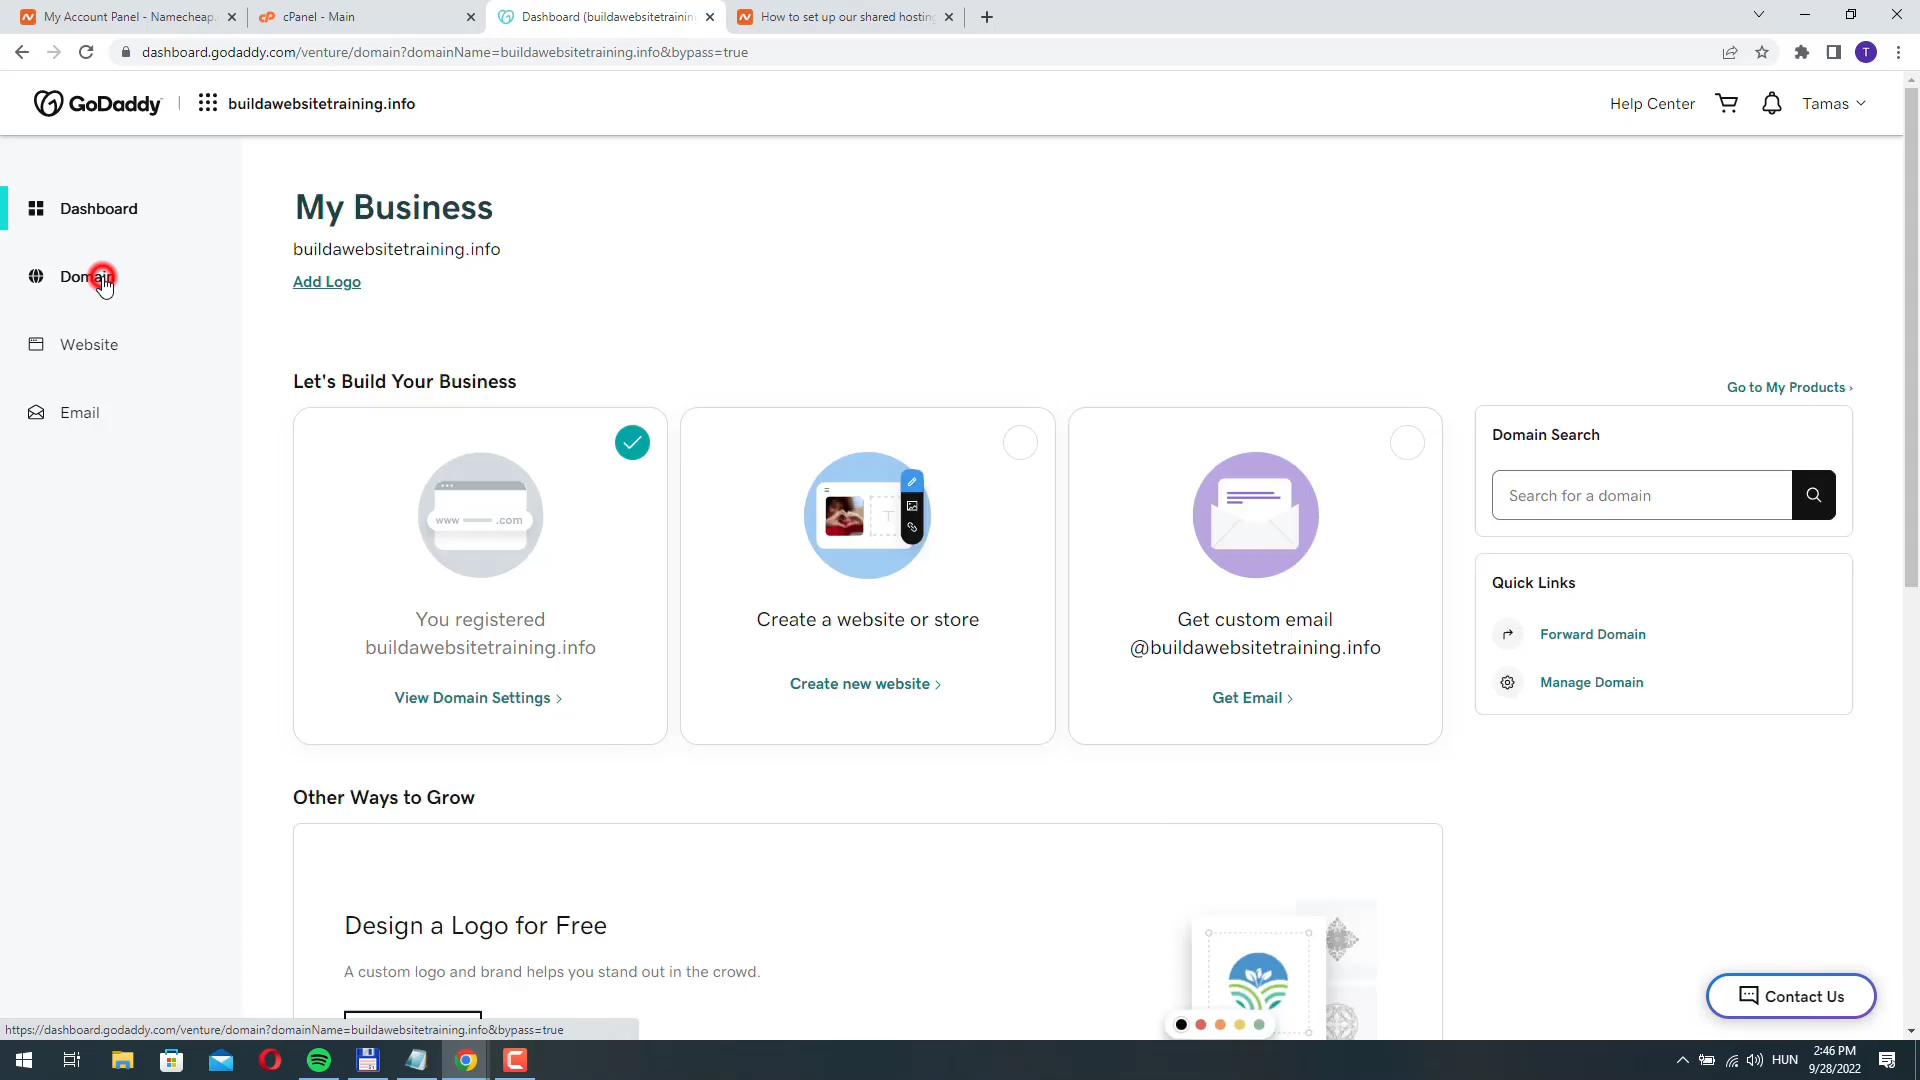 My Account Panel - Namecheap.
cPanel - Main
Dashboard (buildawebsitetrainin
How to set up our shared hosting
dashboard.godaddy.com/venture/domain?domainName=buildawebsitetraining.info&bypass=true
T
GoDaddy
buildawebsitetraining.info
Help Center
Tamas
Dashboard
Domain
Website
Email
My Business
buildawebsitetraining.info
Add Logo
Let's Build Your Business
Go to My Products ›
www .com
You registered
buildawebsitetraining.info
View Domain Settings ›
T
Create a website or store
Create new website ›
Get custom email
@buildawebsitetraining.info
Get Email ›
Domain Search
Search for a domain
Quick Links
Forward Domain
Manage Domain
Other Ways to Grow
Design a Logo for Free
A custom logo and brand helps you stand out in the crowd.
Contact Us
https://dashboard.godaddy.com/venture/domain?domainName=buildawebsitetraining.info&bypass=true
HUN
2:46 PM
9/28/2022